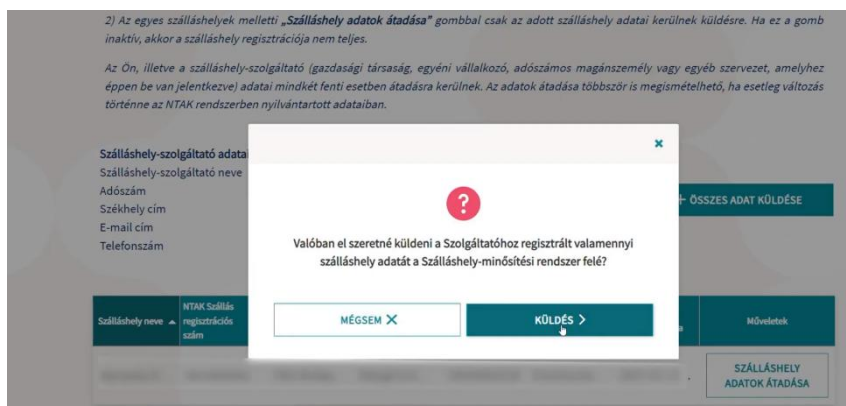 2) Az egyes szálláshelyek melletti „Szálláshely adatok átadása” gombbal csak az adott szálláshely adatai kerülnek küldésre. Ha ez a gomb
inaktív, akkor a szálláshely regisztrációja nem teljes.
Az Ön, illetve a szálláshely-szolgáltató (gazdasági társaság, egyéni vállalkozó, adószámos magánszemély vagy egyéb szervezet, amelyhez
éppen be van jelentkezve) adatai mindkét fenti esetben átadásra kerülnek. Az adatok átadása többször is megismételhető, ha esetleg változás
történne az NTAK rendszerben nyilvántartott adataiban.
Szálláshely-szolgáltató adatai
Szálláshely-szolgáltató neve
Adószám
Székhely cím
E-mail cím
Telefonszám
+ ÖSSZES ADAT KÜLDÉSE
Valóban el szeretné küldeni a Szolgáltatóhoz regisztrált valamennyi
szálláshely adatát a Szálláshely-minősítési rendszer felé?
MÉGSEM
KÜLDÉS
Szálláshely neve
NTAK Szállás
regisztrációs
szám
Műveletek
SZÁLLÁSHELY
ADATOK ÁTADÁSA